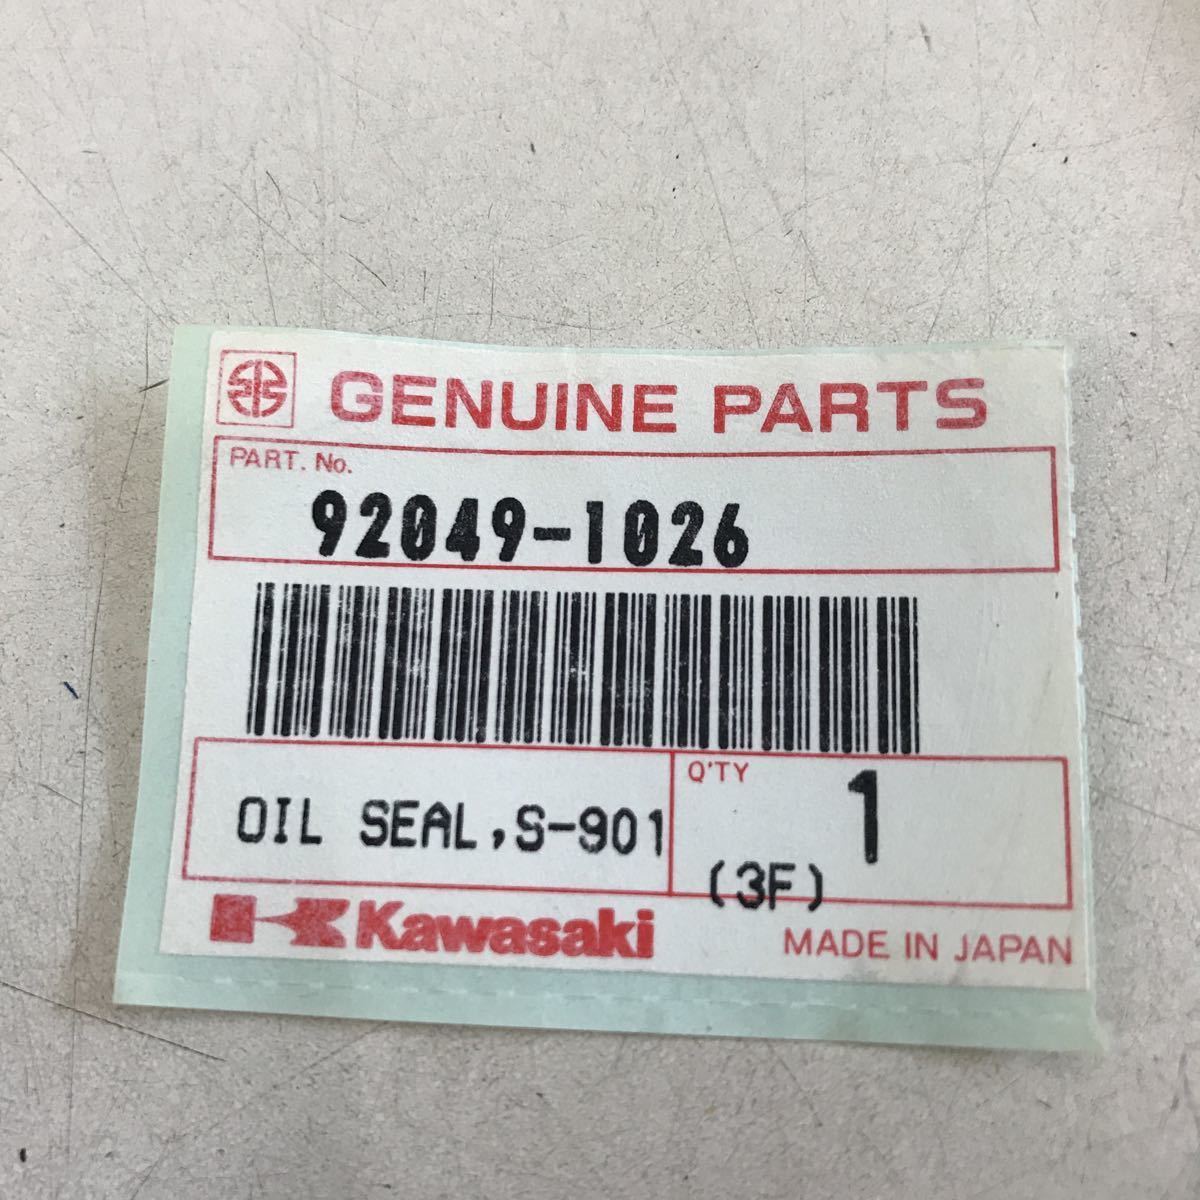 GENUINE PARTS
PART. No.
92049-1026
OIL SEAL,S-901
Q'TY
1
(3F)
Kawasaki
MADE IN JAPAN